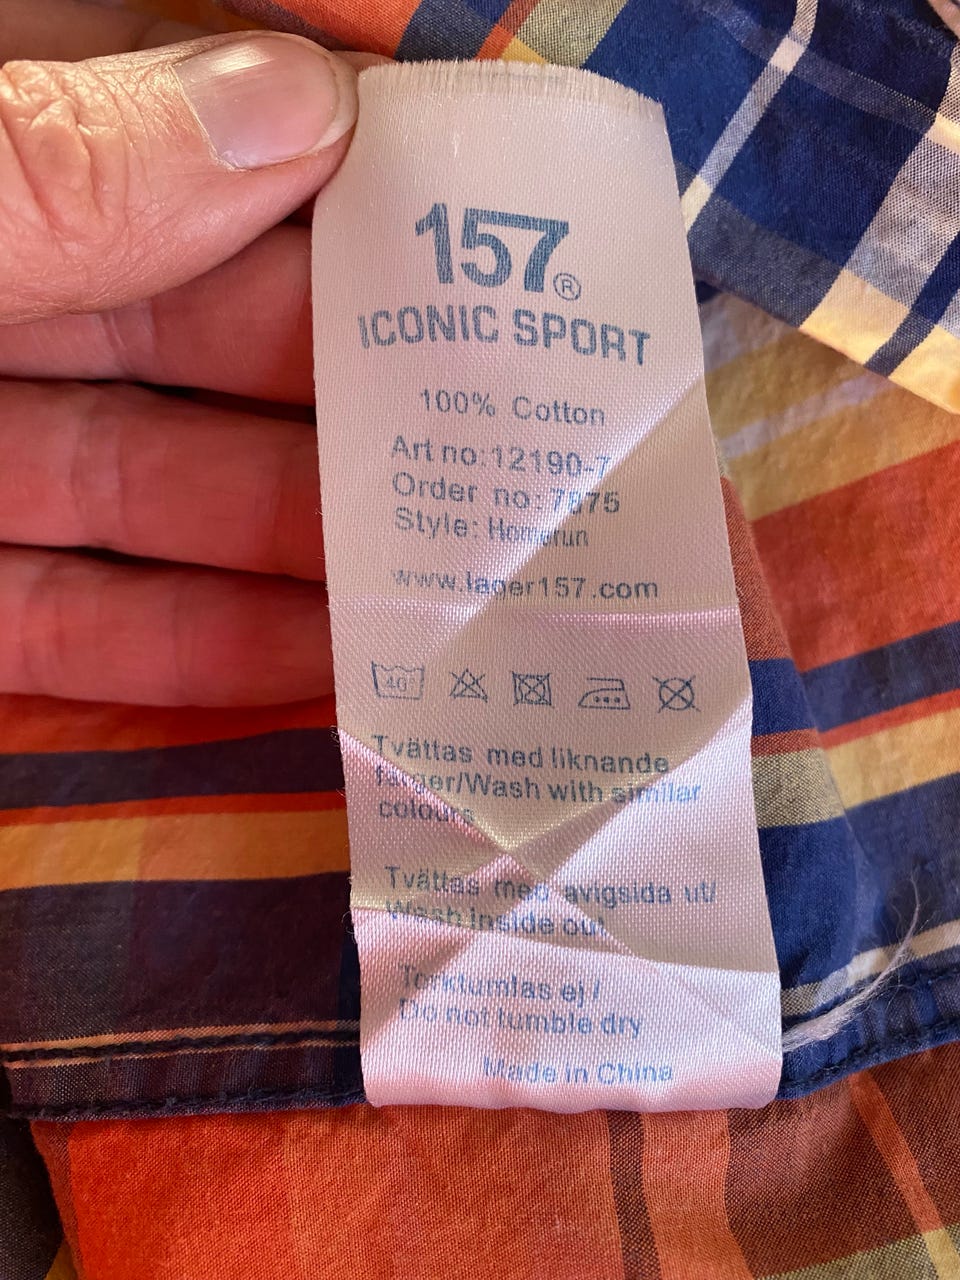 157®
ICONIC SPORT
100% Cotton
Art no:12190-7
Order no: 7875
Style: Homerun
www.lager157.com
40°
Tvättas med liknande
färger/Wash with similar
colours
Tvättas med avigsida ut/
Wash inside out
Torktumlas ej/
Do not tumble dry
Made in China